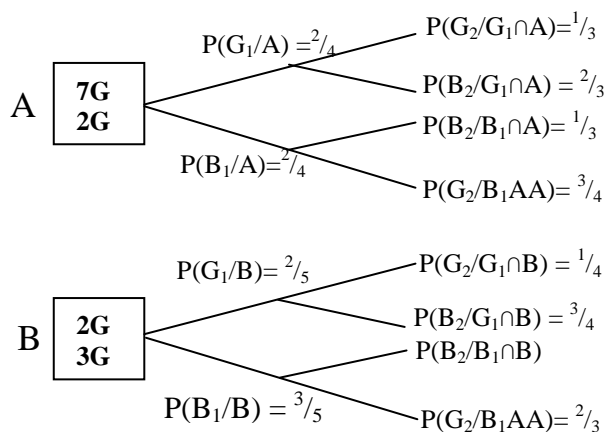 P(G₁/A) = ²/₄
P(G₂/G₁∩A)= ¹/₃
A
7G
2G
P(B₂/G₁∩A) = ²/₃
P(B₂/B₁∩A)= ¹/₃
P(B₁/A)= ²/₄
P(G₂/B₁AA) = ³/₄
P(G₁/B)= ²/₅
P(G₂/G₁∩B) = ¹/₄
B
2G
3G
P(B₂/G₁∩B) = ³/₄
P(B₂/B₁∩B)
P(B₁/B) = ³/₅
P(G₂/B₁AA) = ²/₃